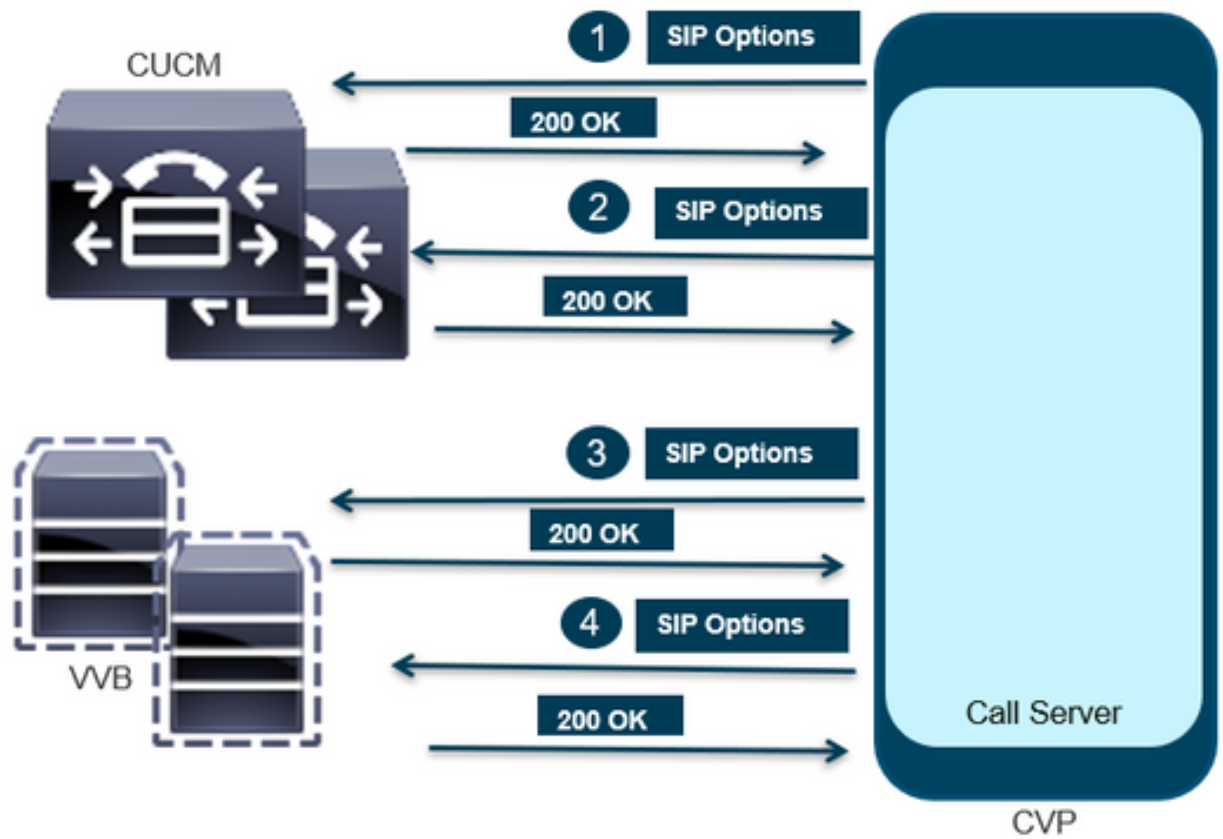 CUCM
1 SIP Options
200 OK
2 SIP Options
200 OK
3 SIP Options
200 OK
4 SIP Options
200 OK
VVB
Call Server
CVP